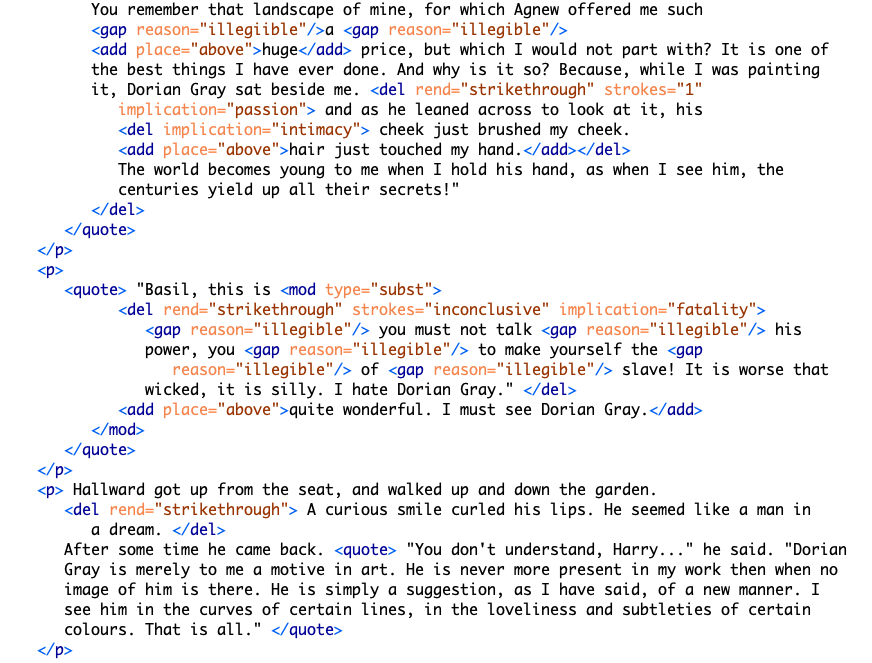 You remember that landscape of mine, for which Agnew offered me such
<gap reason="illegiible"/>a <gap reason="illegible"/>
<add place="above">huge</add> price, but which I would not part with? It is one of
the best things I have ever done. And why is it so? Because, while I was painting
it, Dorian Gray sat beside me. <del rend="strikethrough" strokes="1"
implication="passion"> and as he leaned across to look at it, his
<del implication="intimacy"> cheek just brushed my cheek.
<add place="above">hair just touched my hand.</add></del>
The world becomes young to me when I hold his hand, as when I see him, the
centuries yield up all their secrets!"
</del>
</quote>
</p>
<p>
<quote> "Basil, this is <mod type="subst">
<del rend="strikethrough" strokes="inconclusive" implication="fatality">
<gap reason="illegible"/> you must not talk <gap reason="illegible"/> his
power, you <gap reason="illegible"/> to make yourself the <gap
reason="illegible"/> of <gap reason="illegible"/> slave! It is worse that
wicked, it is silly. I hate Dorian Gray." </del>
<add place="above">quite wonderful. I must see Dorian Gray.</add>
</mod>
</quote>
</p>
<p> Hallward got up from the seat, and walked up and down the garden.
<del rend="strikethrough"> A curious smile curled his lips. He seemed like a man in
a dream. </del>
After some time he came back. <quote> "You don't understand, Harry..." he said. "Dorian
Gray is merely to me a motive in art. He is never more present in my work then when no
image of him is there. He is simply a suggestion, as I have said, of a new manner. I
see him in the curves of certain lines, in the loveliness and subtleties of certain
colours. That is all." </quote>
</p>